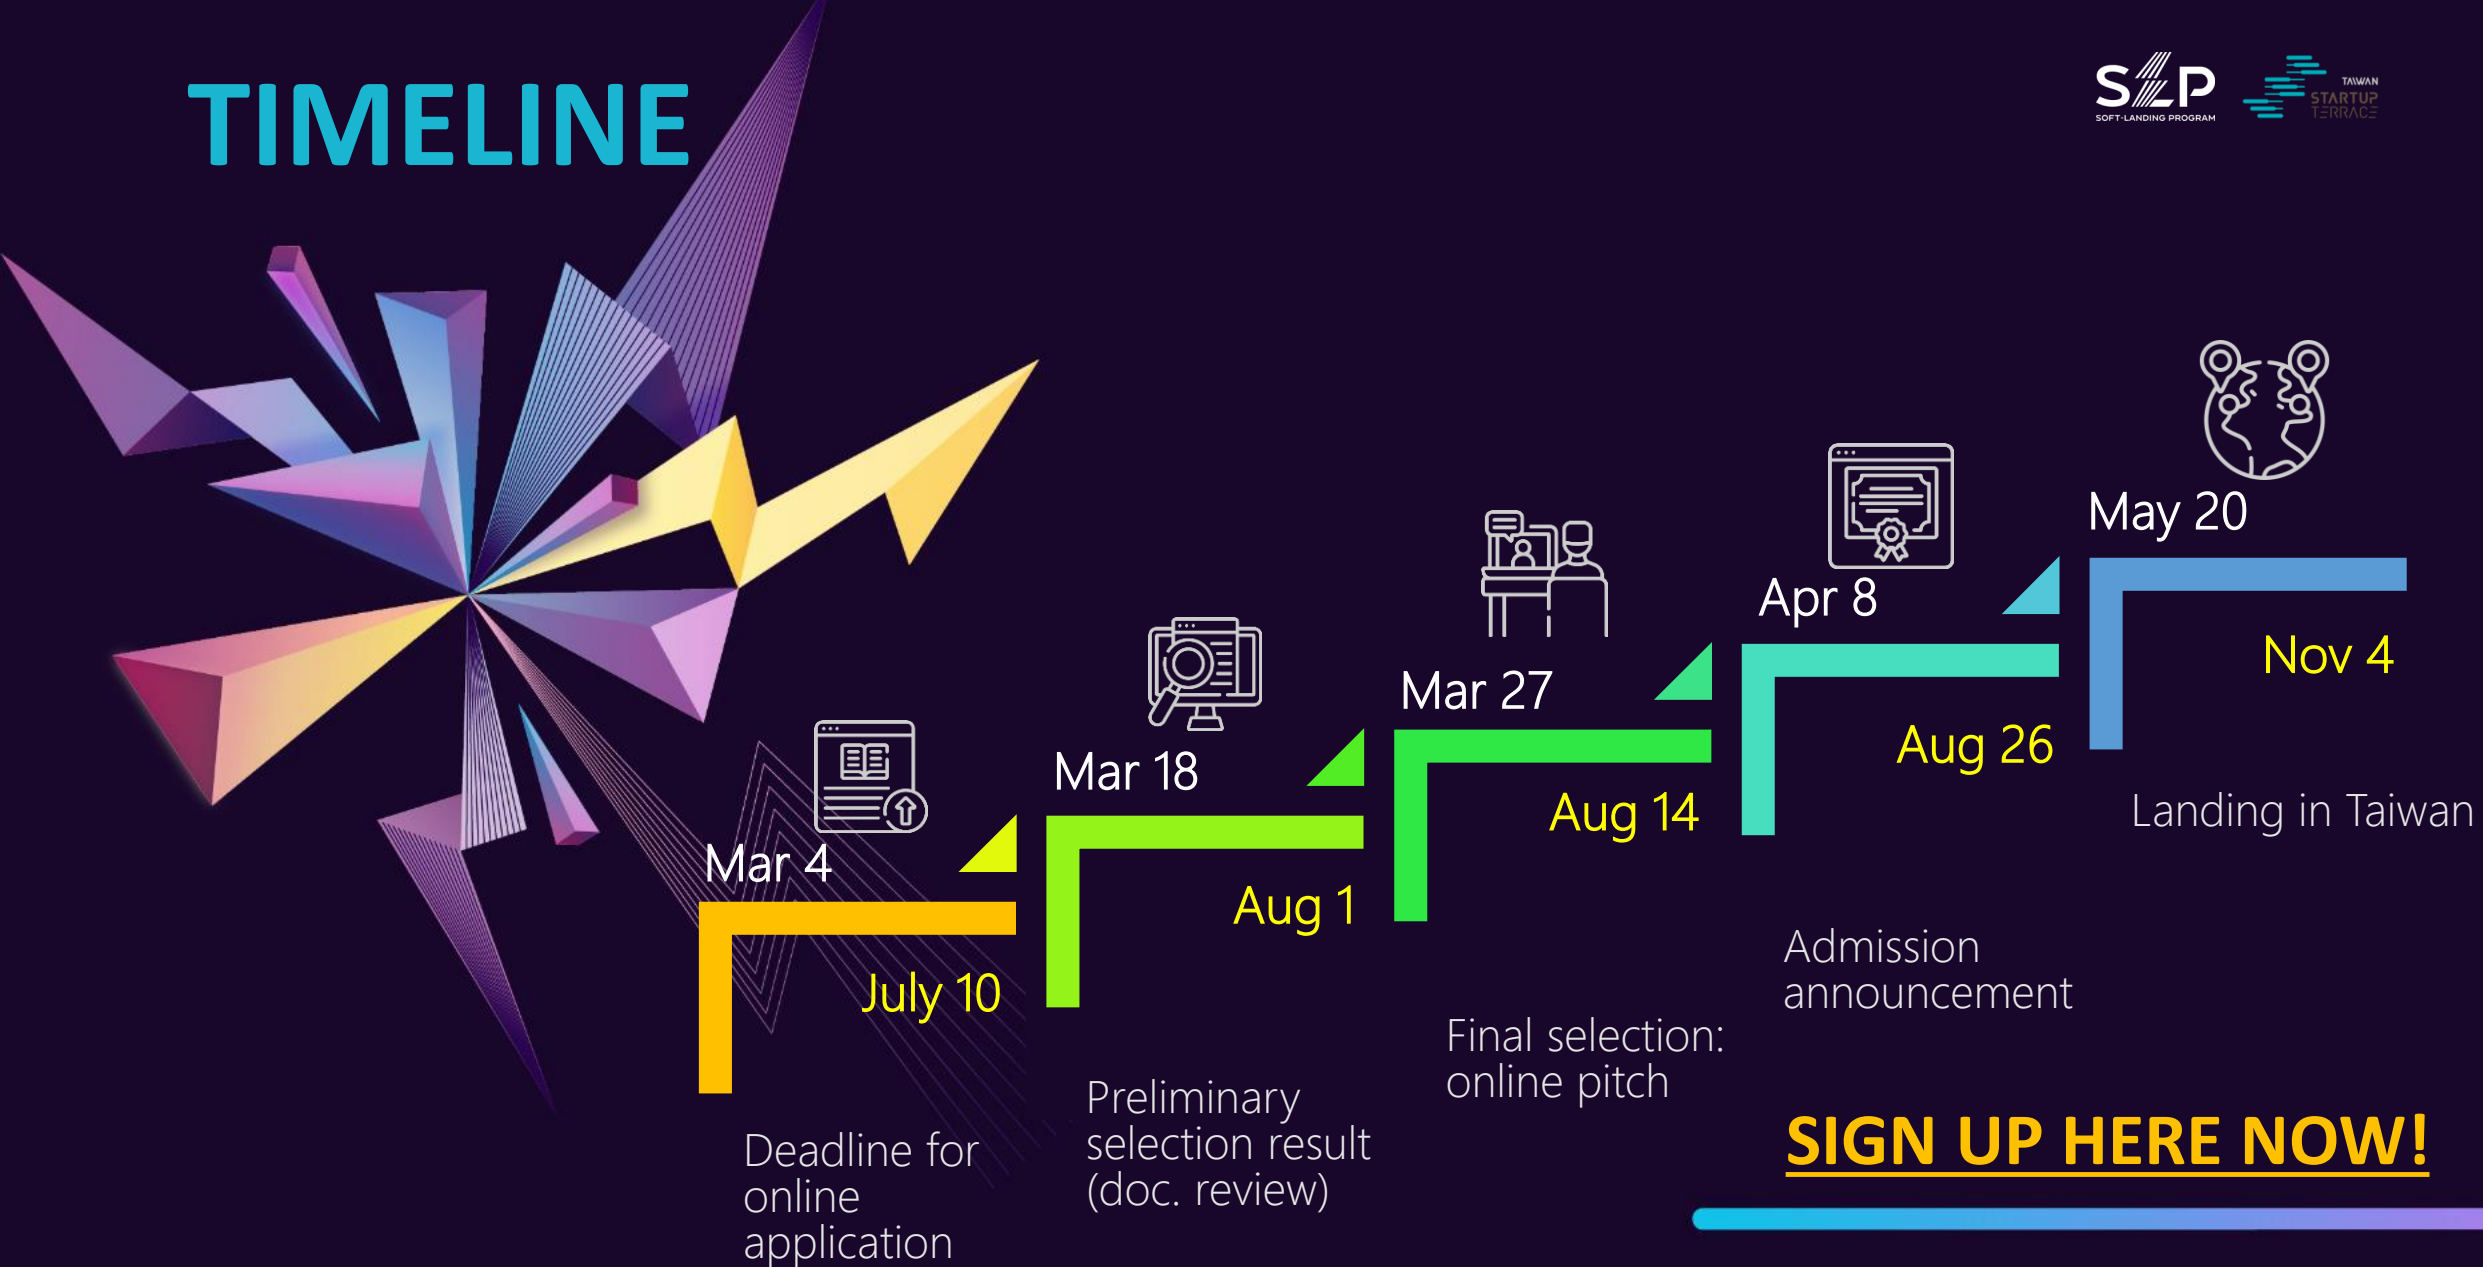 TIMELINE
SLP
SOFT-LANDING PROGRAM
TAIWAN
STARTUP
TERRACE
Mar 4
July 10
Deadline for
online
application
Mar 18
Aug 1
Preliminary
selection result
(doc. review)
Mar 27
Aug 14
Final selection:
online pitch
Apr 8
Aug 26
Admission
announcement
May 20
Nov 4
Landing in Taiwan
SIGN UP HERE NOW!